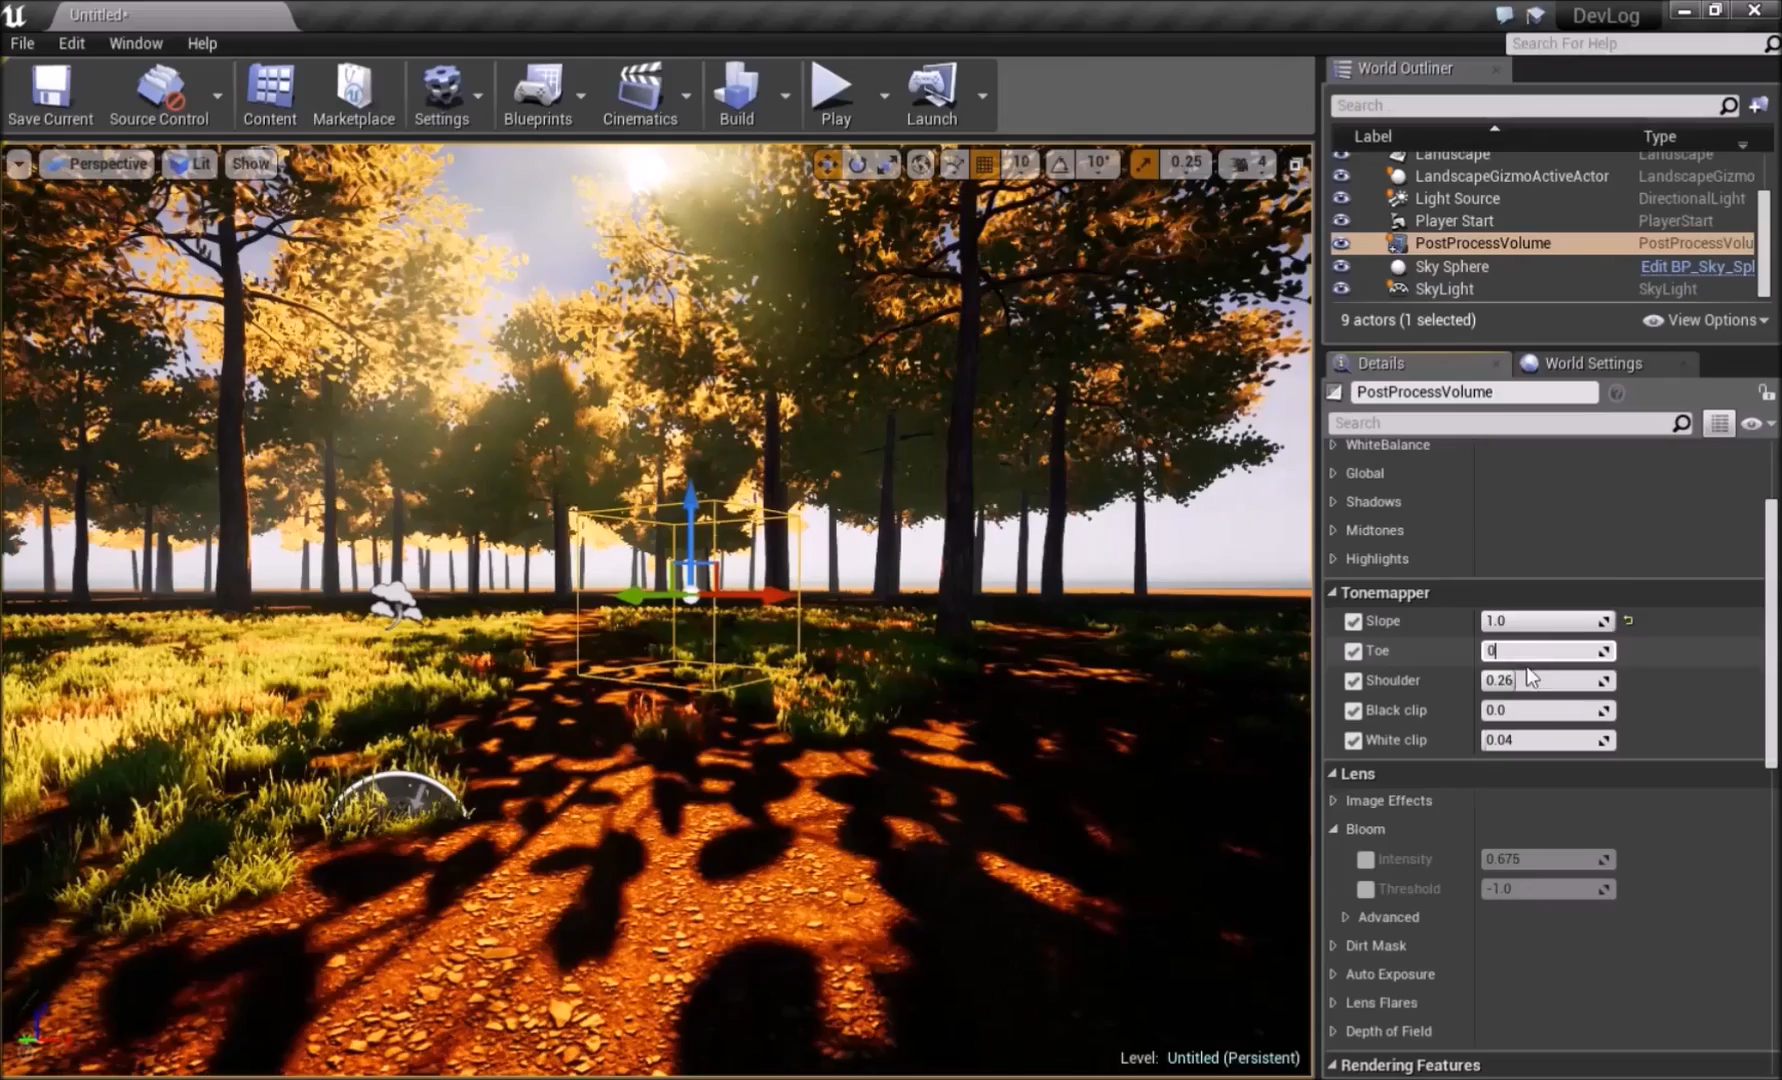 Untitled*
DevLog
File Edit Window Help
Search For Help
Save Current Source Control Content Marketplace Settings Blueprints Cinematics Build Play Launch
Perspective Lit Show
10 10° 0.25 4
Level: Untitled (Persistent)
World Outliner
Search
Label Type
Landscape Landscape
LandscapeGizmoActiveActor LandscapeGizmo
Light Source DirectionalLight
Player Start PlayerStart
PostProcessVolume PostProcessVolu
Sky Sphere Edit BP_Sky_Spl
SkyLight SkyLight
9 actors (1 selected) View Options
Details World Settings
PostProcessVolume
Search
WhiteBalance
Global
Shadows
Midtones
Highlights
Tonemapper
Slope 1.0
Toe 0
Shoulder 0.26
Black clip 0.0
White clip 0.04
Lens
Image Effects
Bloom
Intensity 0.675
Threshold -1.0
Advanced
Dirt Mask
Auto Exposure
Lens Flares
Depth of Field
Rendering Features